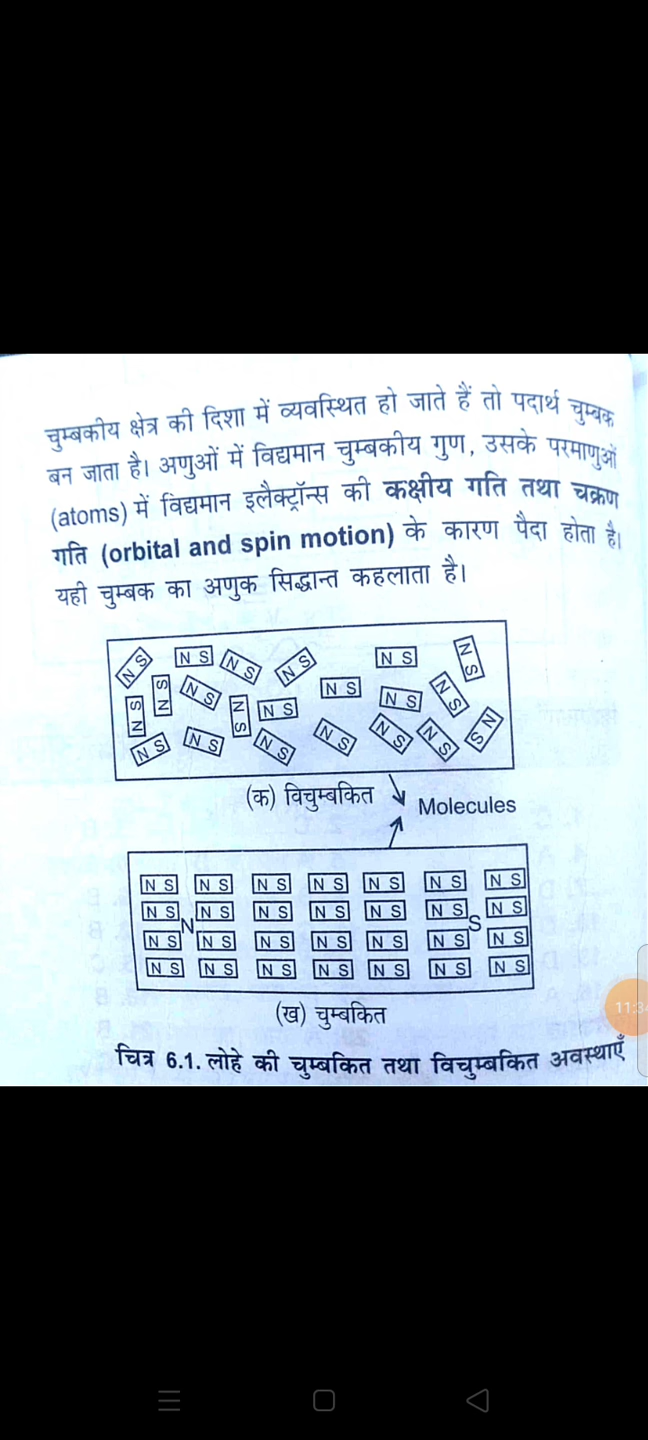 चुम्बकीय क्षेत्र की दिशा में व्यवस्थित हो जाते हैं तो पदार्थ चुम्बक
बन जाता है। अणुओं में विद्यमान चुम्बकीय गुण, उसके परमाणुओं
(atoms) में विद्यमान इलैक्ट्रॉन्स की कक्षीय गति तथा चक्रण
गति (orbital and spin motion) के कारण पैदा होता है।
यही चुम्बक का अणुक सिद्धान्त कहलाता है।
N S N S N S N S N S N S
N S N S N S N S N S N S N S
N S N S N S
N S N S N S N S N S N S N S
(क) विचुम्बकित
Molecules
N S N S N S N S N S N S N S
N S N S N S N S N S N S N S
N S
N S N S N S N S N S N S N S
N S N S N S N S N S N S N S
(ख) चुम्बकित
चित्र 6.1. लोहे की चुम्बकित तथा विचुम्बकित अवस्थाएँ